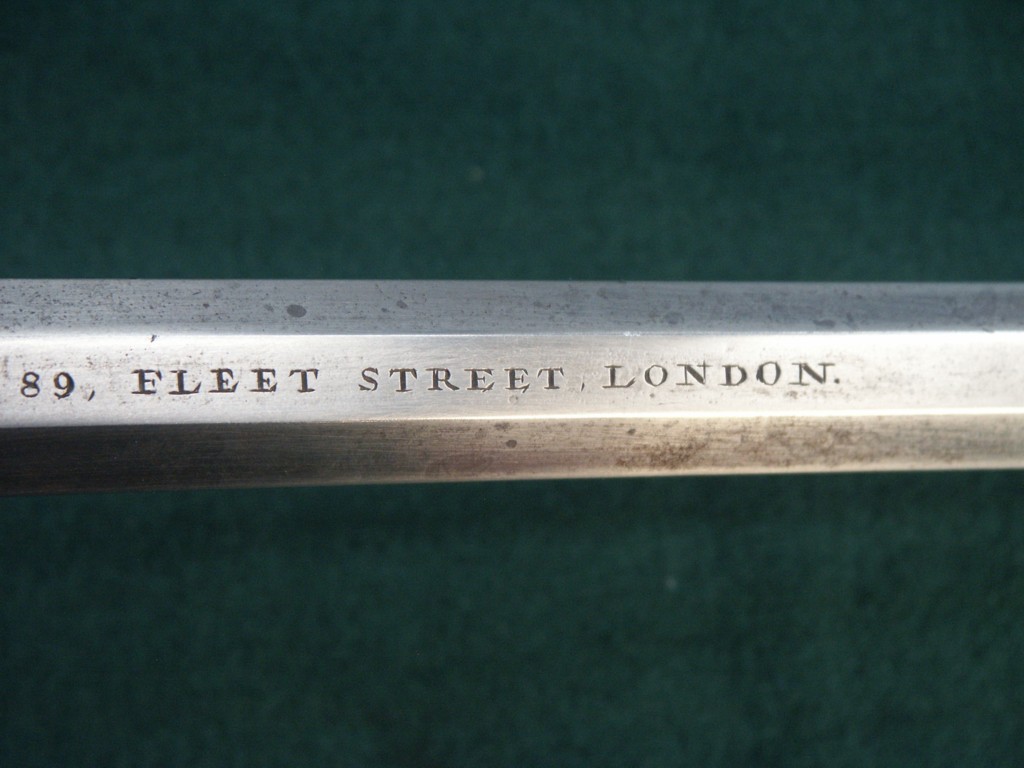 89, FLEET STREET, LONDON.